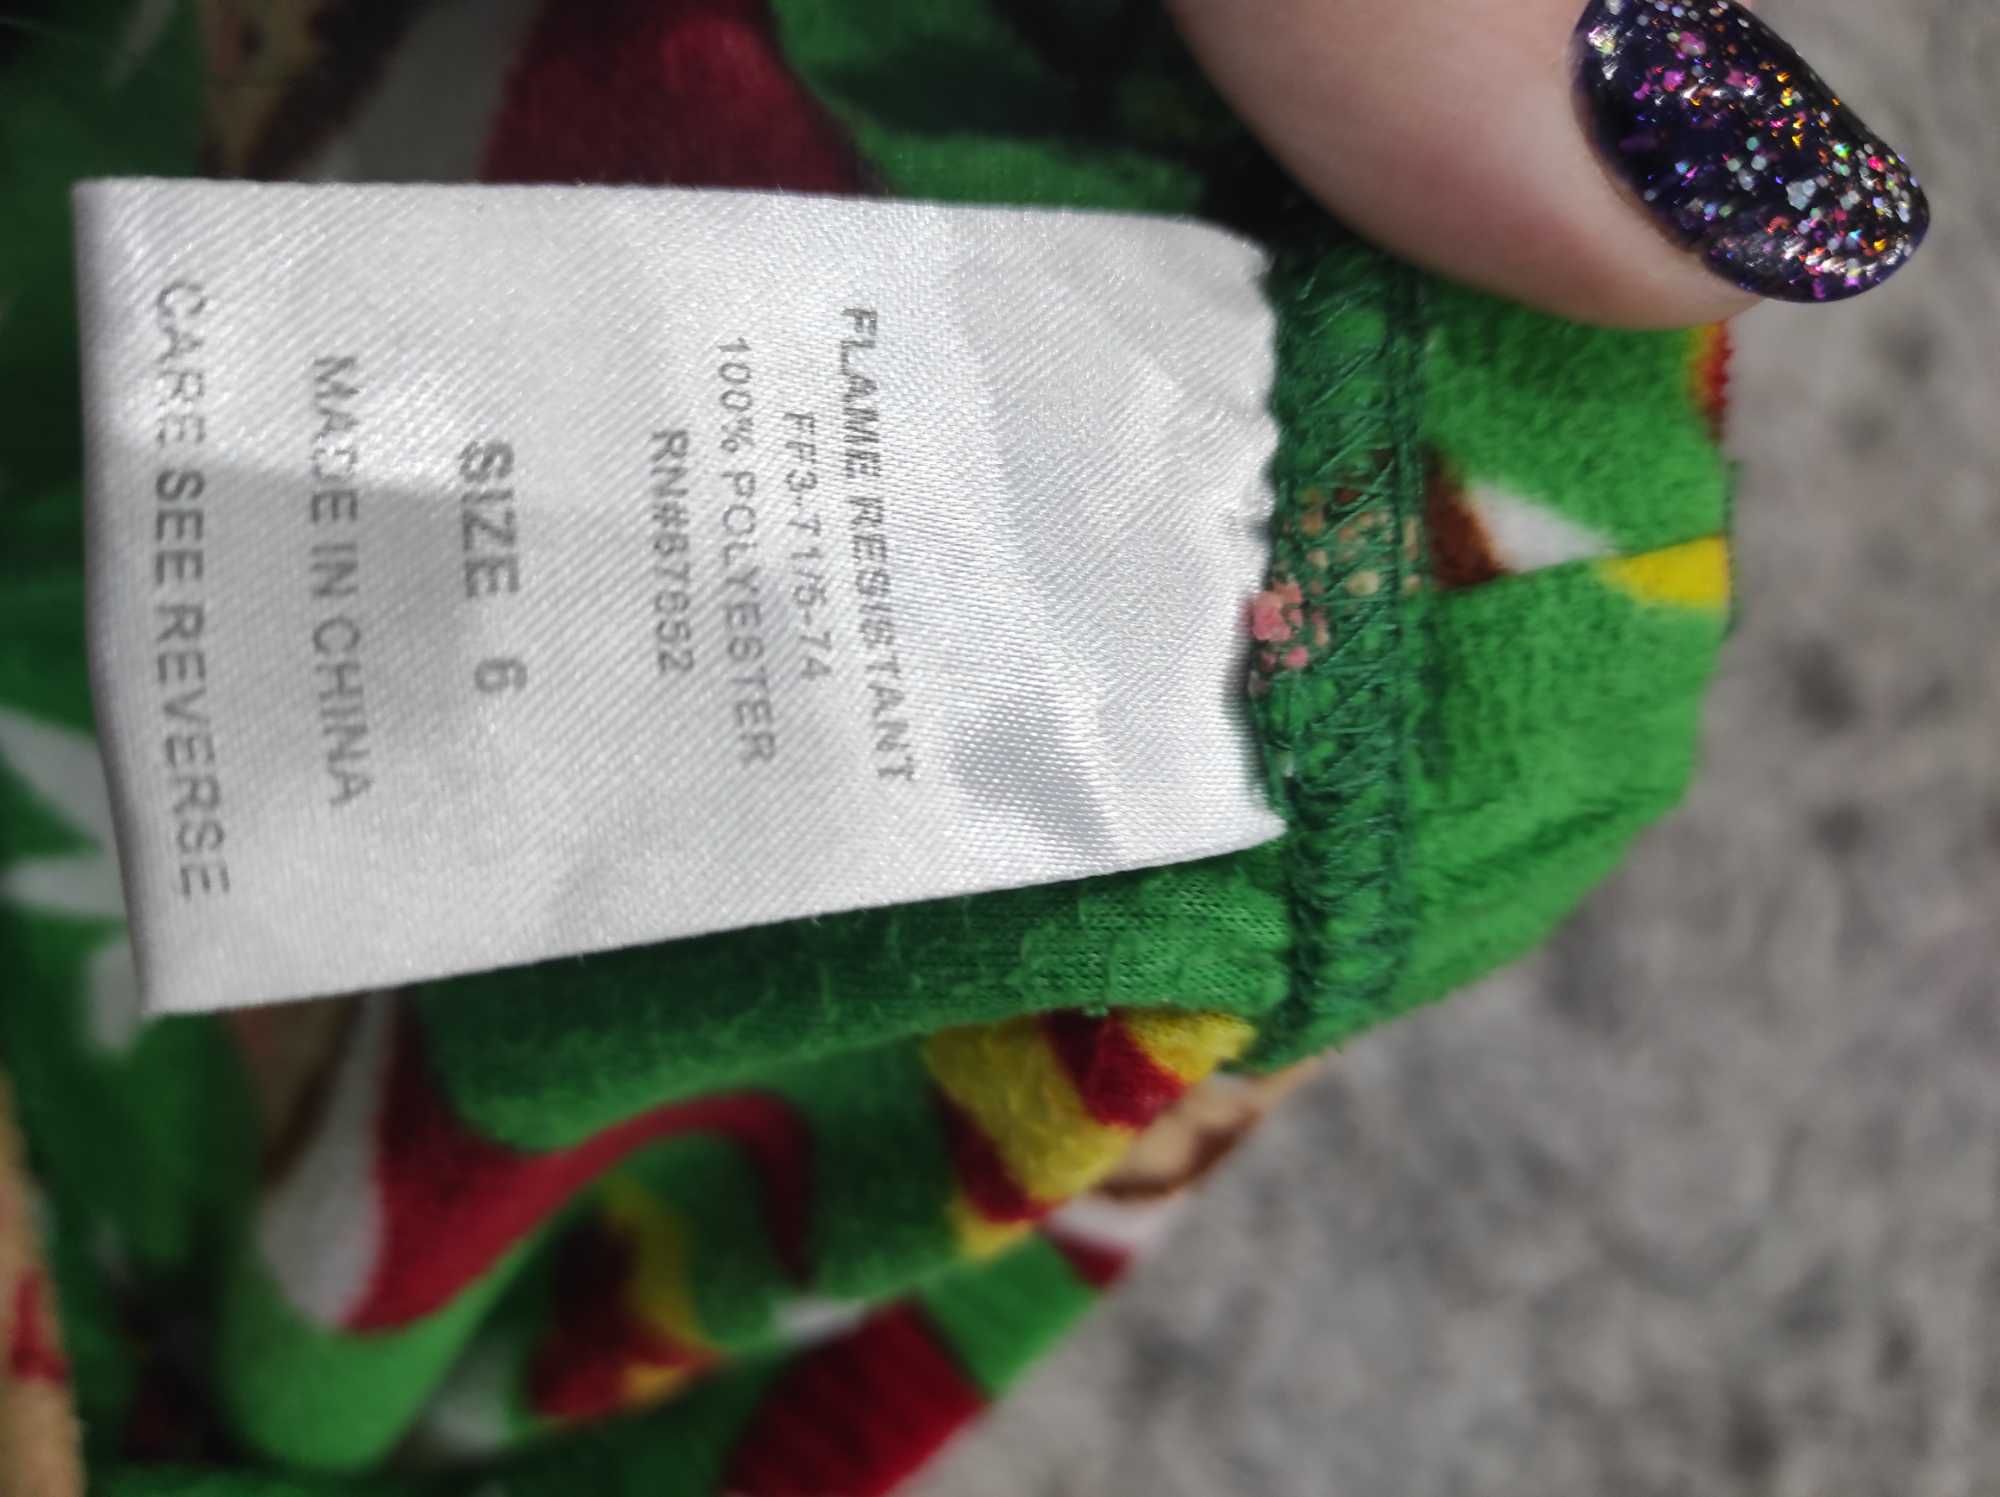 FLAME RESISTANT
FF3-71/5-74
100% POLYESTER
RN#87652
SIZE 6
MADE IN CHINA
CARE SEE REVERSE